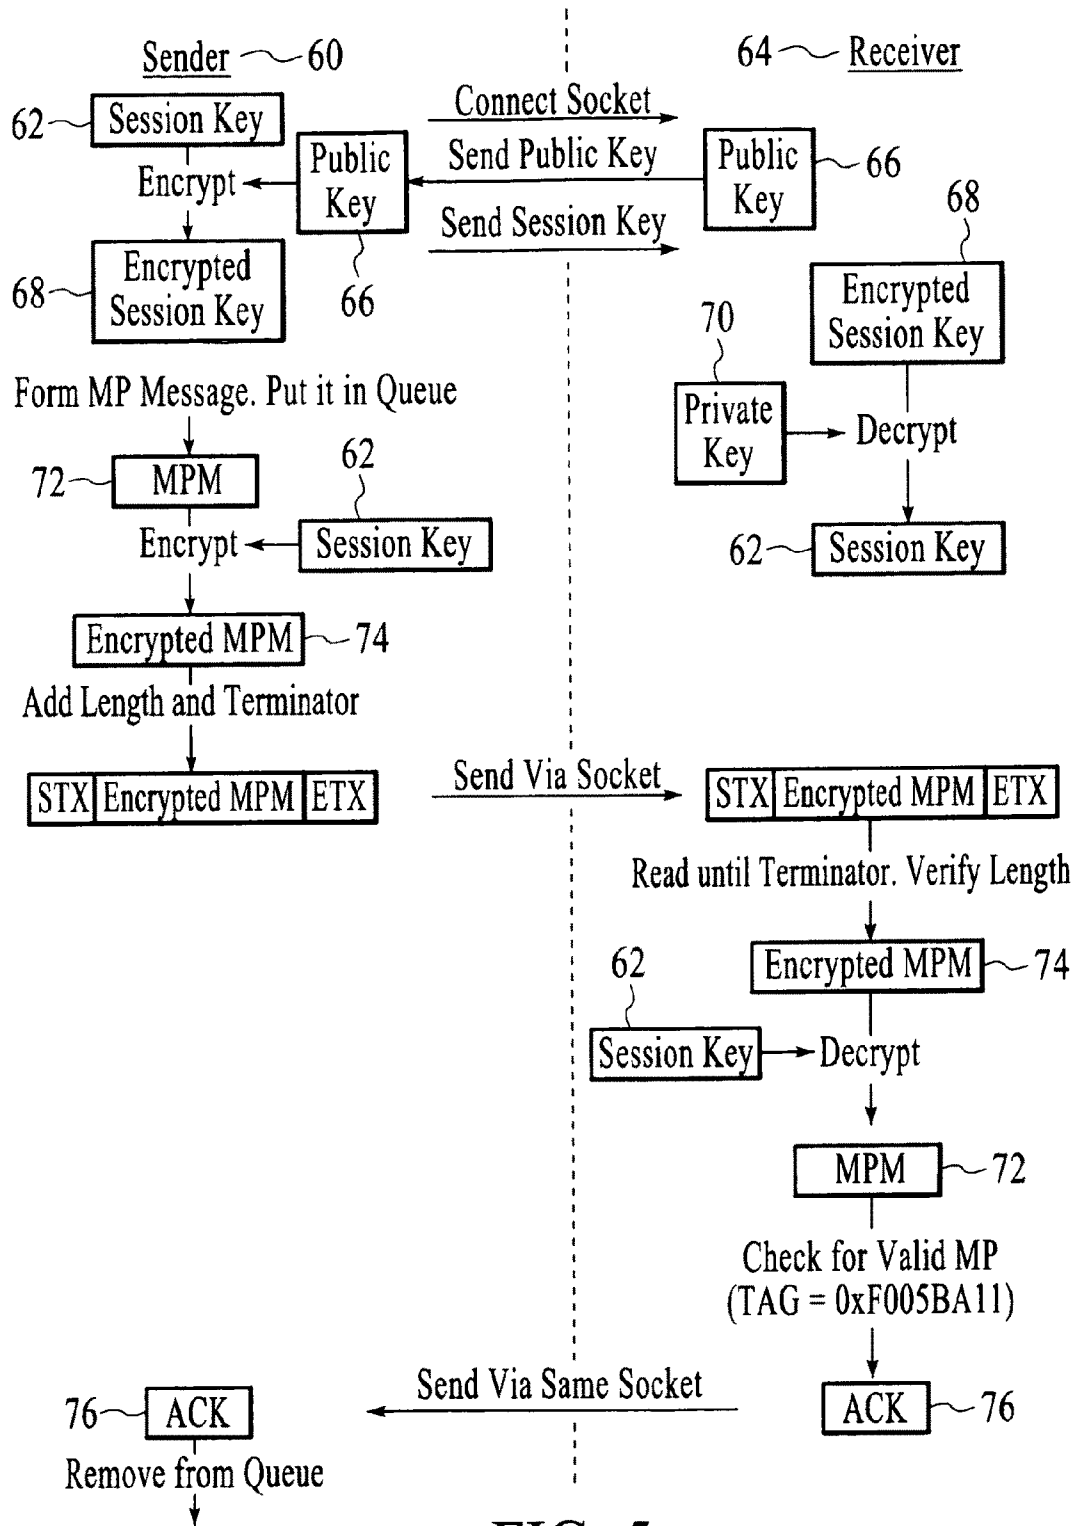 Sender 60
64 Receiver
62 Session Key
Connect Socket
Send Public Key
Public
Key
66
Public
Key
66
Encrypt
Send Session Key
68 Encrypted
Session Key
68
Encrypted
Session Key
70
Private
Key
Decrypt
62 Session Key
Form MP Message. Put it in Queue
72 MPM
62
Encrypt
Session Key
Encrypted MPM 74
Add Length and Terminator
STX Encrypted MPM ETX
Send Via Socket
STX Encrypted MPM ETX
Read until Terminator. Verify Length
Encrypted MPM 74
62
Session Key
Decrypt
MPM 72
Check for Valid MP
(TAG = 0xF005BA11)
ACK 76
Send Via Same Socket
76 ACK
Remove from Queue